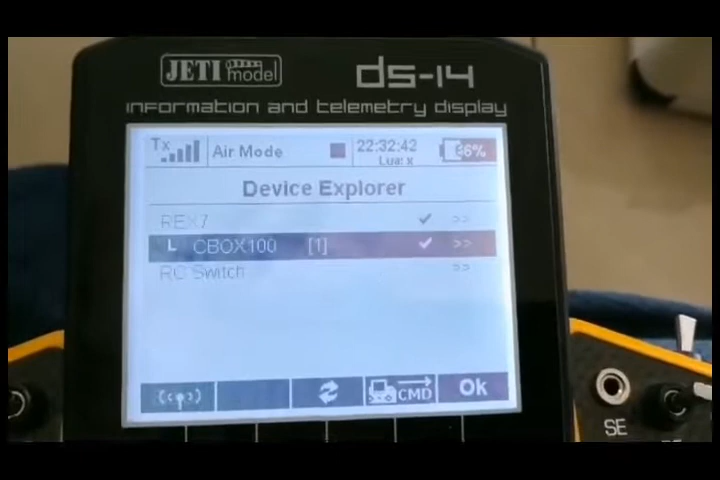 JETI model
ds-14
information and telemetry display
Tx Air Mode 22:32:42 86%
Lua: x
Device Explorer
REX7 >>
L CBOX100 [1] >>
RC Switch >>
CMD Ok
SE